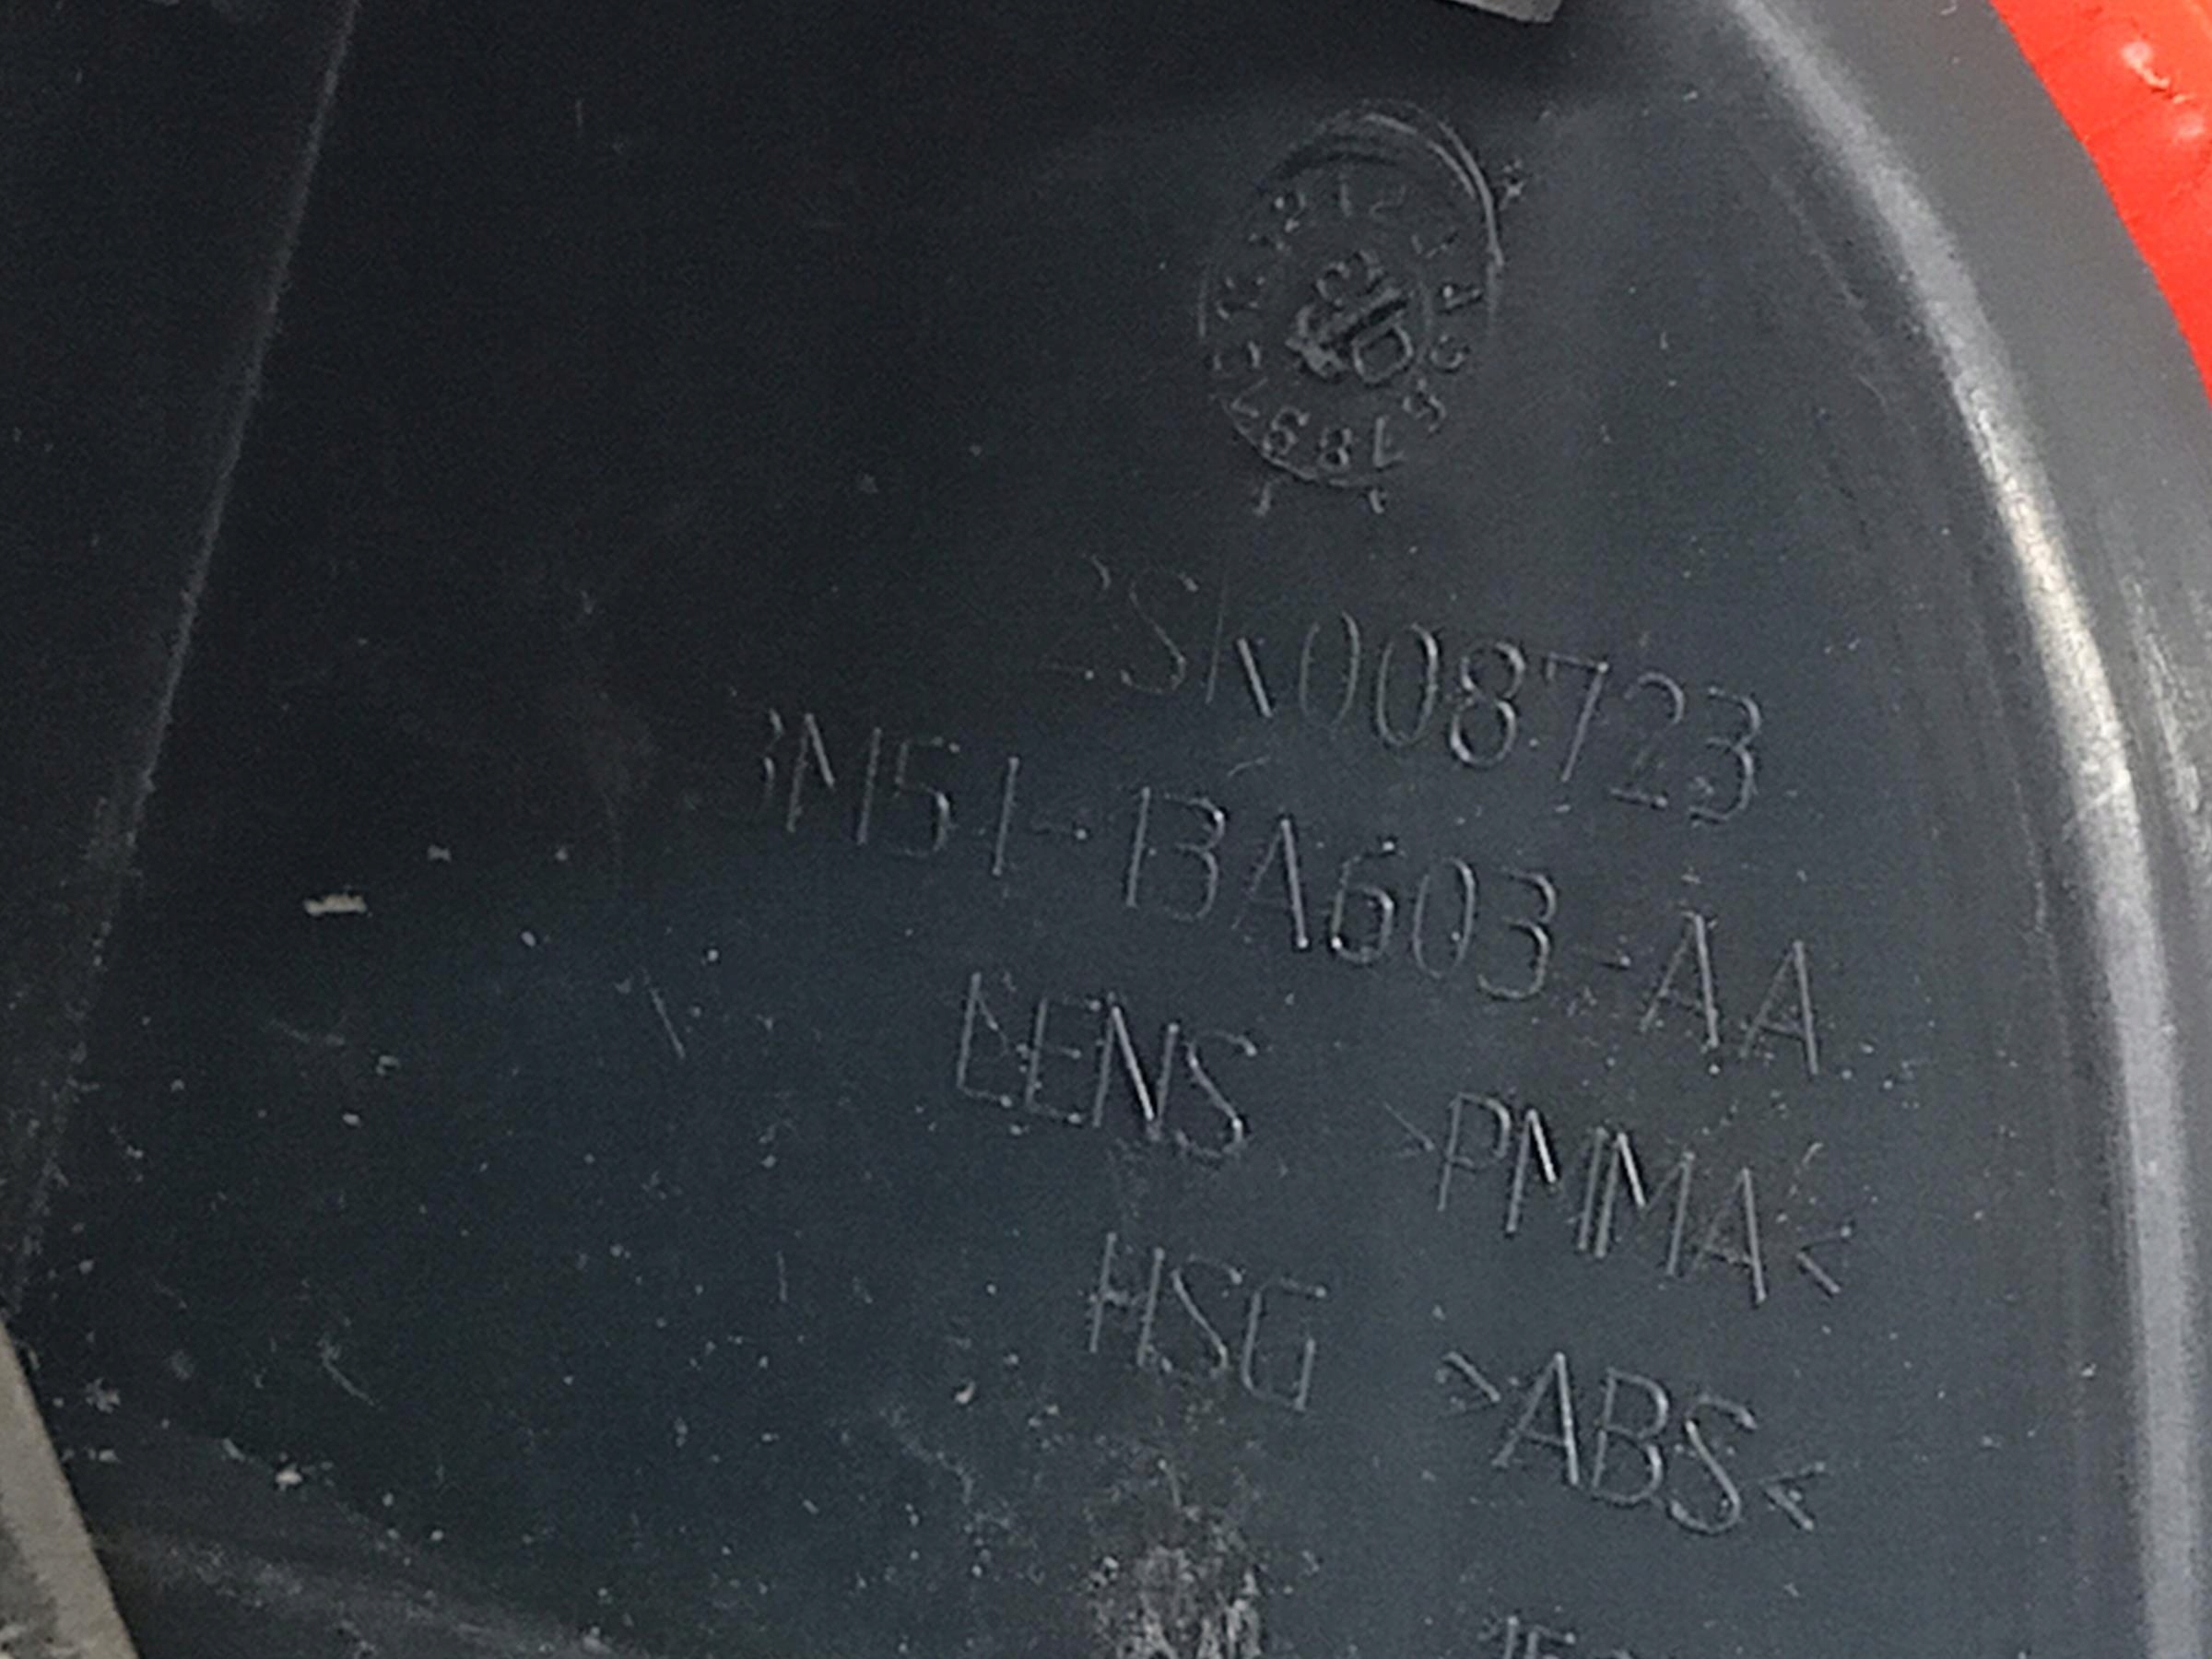 2SK008723
3M51-13A603-AA
LENS >PMMA<
HSG >ABS<